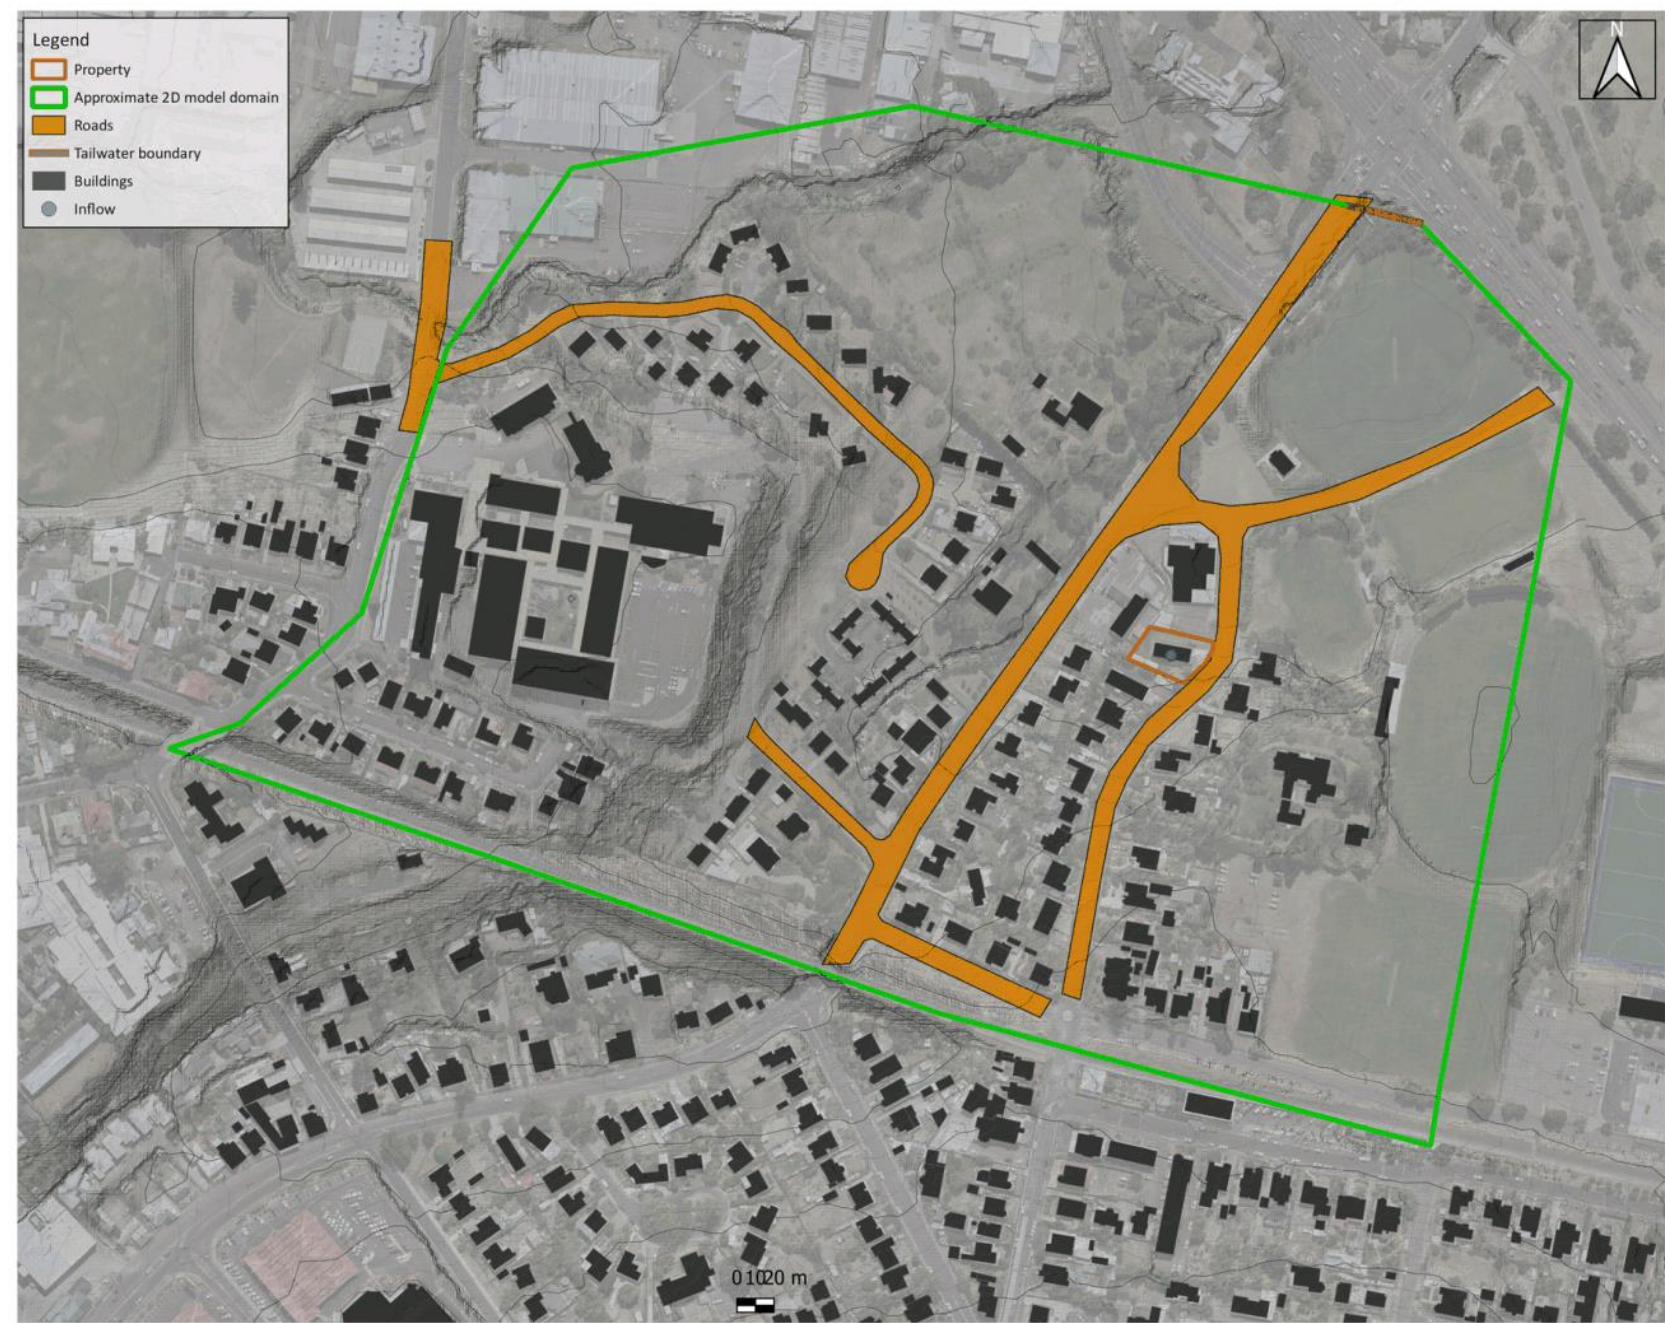 Legend
Property
Approximate 2D model domain
Roads
Tailwater boundary
Buildings
Inflow
N
01020 m